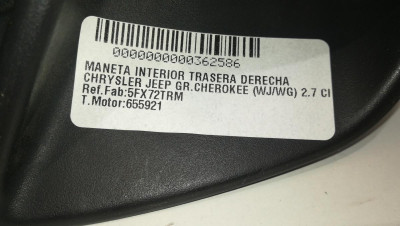 0000000000362586
MANETA INTERIOR TRASERA DERECHA
CHRYSLER JEEP GR.CHEROKEE (WJ/WG) 2.7 CI
Ref.Fab:5FX72TRM
T.Motor:655921